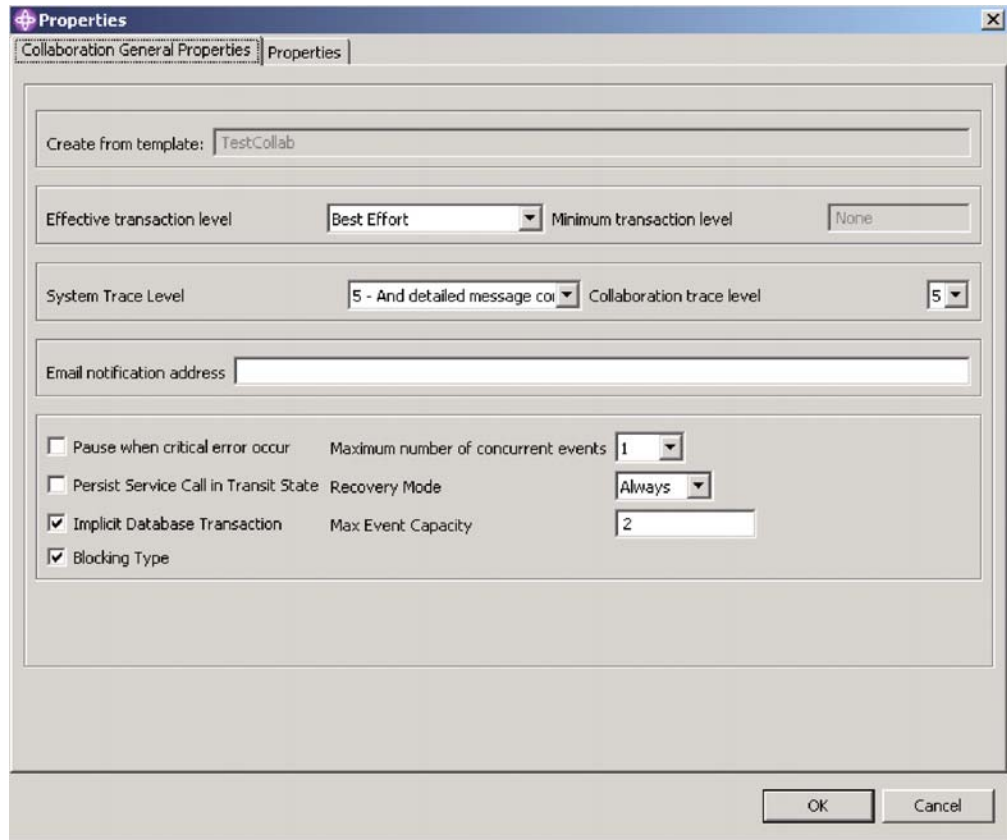 Properties
Collaboration General Properties Properties
Create from template: TestCollab
Effective transaction level Best Effort Minimum transaction level None
System Trace Level 5 - And detailed message co Collaboration trace level 5
Email notification address
Pause when critical error occur Maximum number of concurrent events 1
Persist Service Call in Transit State Recovery Mode Always
Implicit Database Transaction Max Event Capacity 2
Blocking Type
OK Cancel